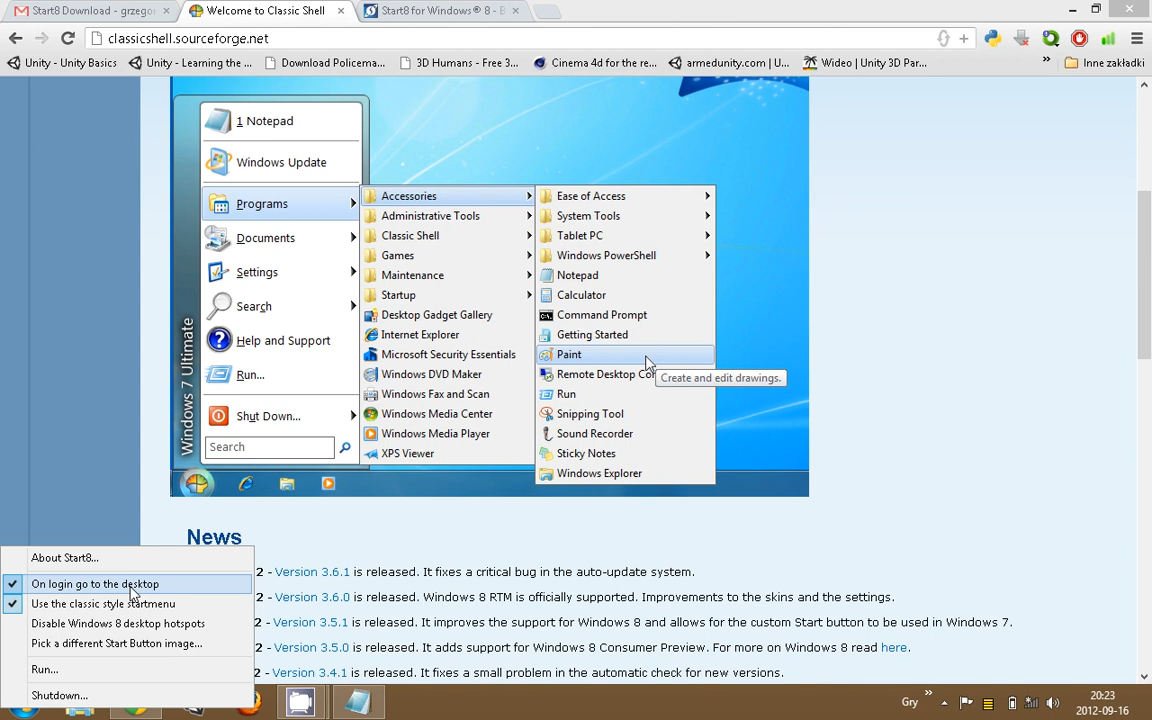 Start8 Download - grzegor
Welcome to Classic Shell
Start8 for Windows® 8 - B
classicshell.sourceforge.net
Unity - Unity Basics
Unity - Learning the ...
Download Policema...
3D Humans - Free 3...
Cinema 4d for the re...
armedunity.com | U...
Wideo | Unity 3D Par...
»
Inne zakładki
1 Notepad
Windows Update
Programs
Documents
Settings
Search
Help and Support
Run...
Shut Down...
Search
Windows 7 Ultimate
Accessories
Administrative Tools
Classic Shell
Games
Maintenance
Startup
Desktop Gadget Gallery
Internet Explorer
Microsoft Security Essentials
Windows DVD Maker
Windows Fax and Scan
Windows Media Center
Windows Media Player
XPS Viewer
Ease of Access
System Tools
Tablet PC
Windows PowerShell
Notepad
Calculator
Command Prompt
Getting Started
Paint
Remote Desktop Co
Create and edit drawings.
Run
Snipping Tool
Sound Recorder
Sticky Notes
Windows Explorer
News
2 - Version 3.6.1 is released. It fixes a critical bug in the auto-update system.
2 - Version 3.6.0 is released. Windows 8 RTM is officially supported. Improvements to the skins and the settings.
2 - Version 3.5.1 is released. It improves the support for Windows 8 and allows for the custom Start button to be used in Windows 7.
2 - Version 3.5.0 is released. It adds support for Windows 8 Consumer Preview. For more on Windows 8 read here.
2 - Version 3.4.1 is released. It fixes a small problem in the automatic check for new versions.
About Start8...
On login go to the desktop
Use the classic style startmenu
Disable Windows 8 desktop hotspots
Pick a different Start Button image...
Run...
Shutdown...
Gry
»
20:23
2012-09-16